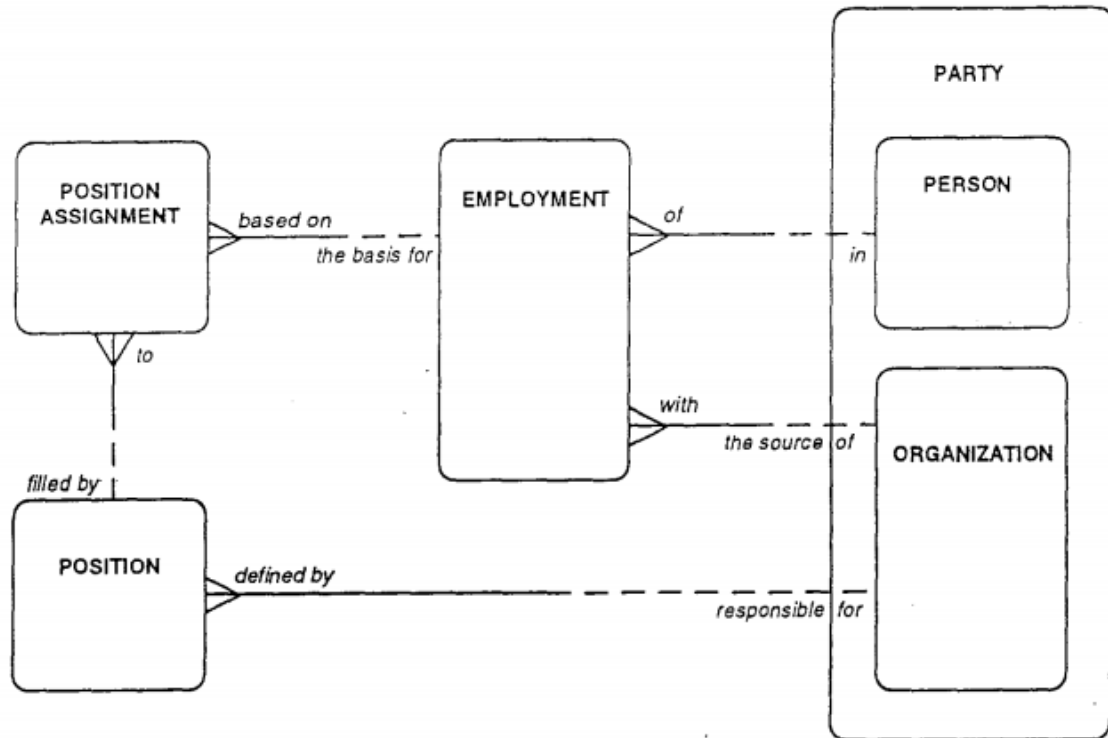 PARTY
POSITION
ASSIGNMENT
based on
the basis for
EMPLOYMENT
of
in
PERSON
to
with
the source of
ORGANIZATION
filled by
POSITION
defined by
responsible for